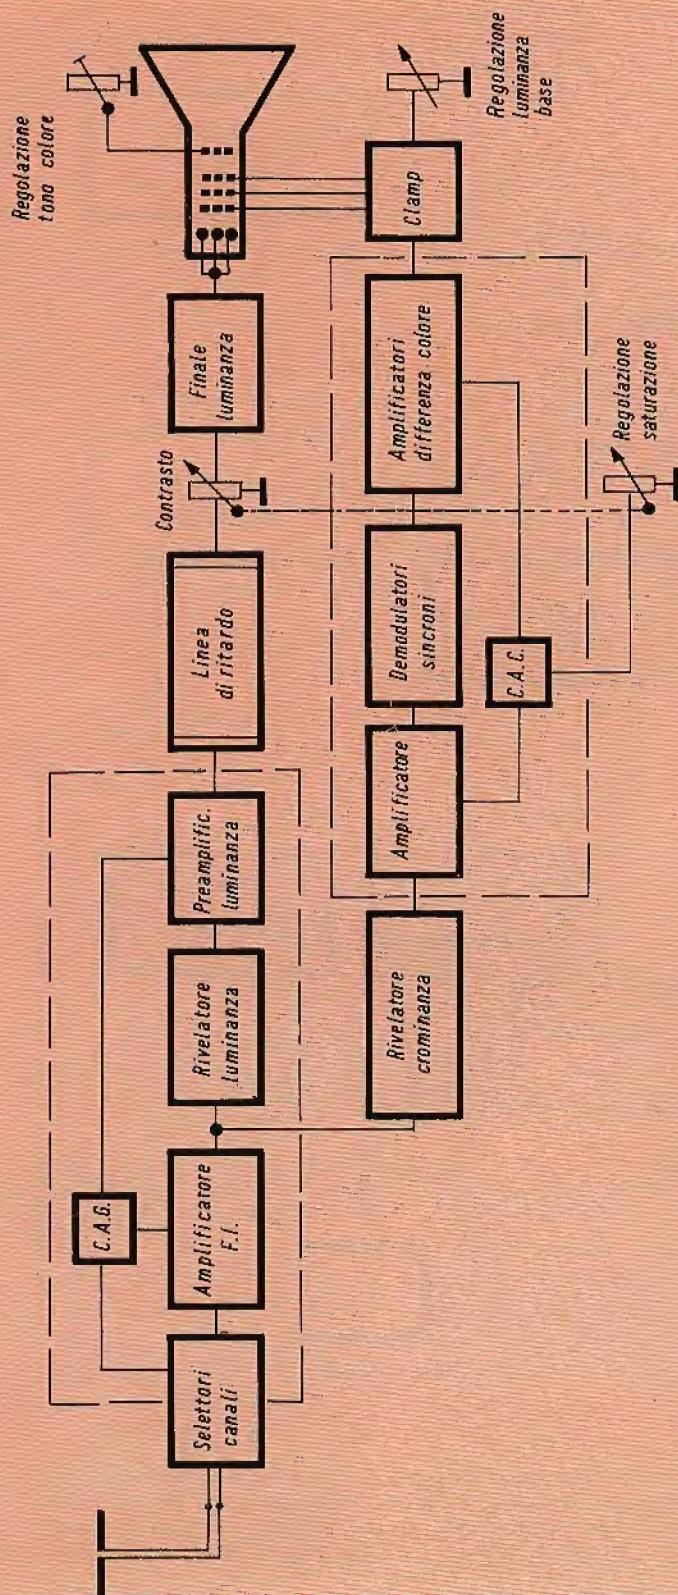 Regolazione
tono colore
C.A.G.
Selettori
canali
Amplificatore
F.I.
Rivelatore
luminanza
Preamplific.
luminanza
Linea
di ritardo
Contrasto
Finale
luminanza
Rivelatore
crominanza
Amplificatore
Demodulatori
sincroni
Amplificatori
differenza colore
Clamp
Regolazione
luminanza
base
C.A.C.
Regolazione
saturazione